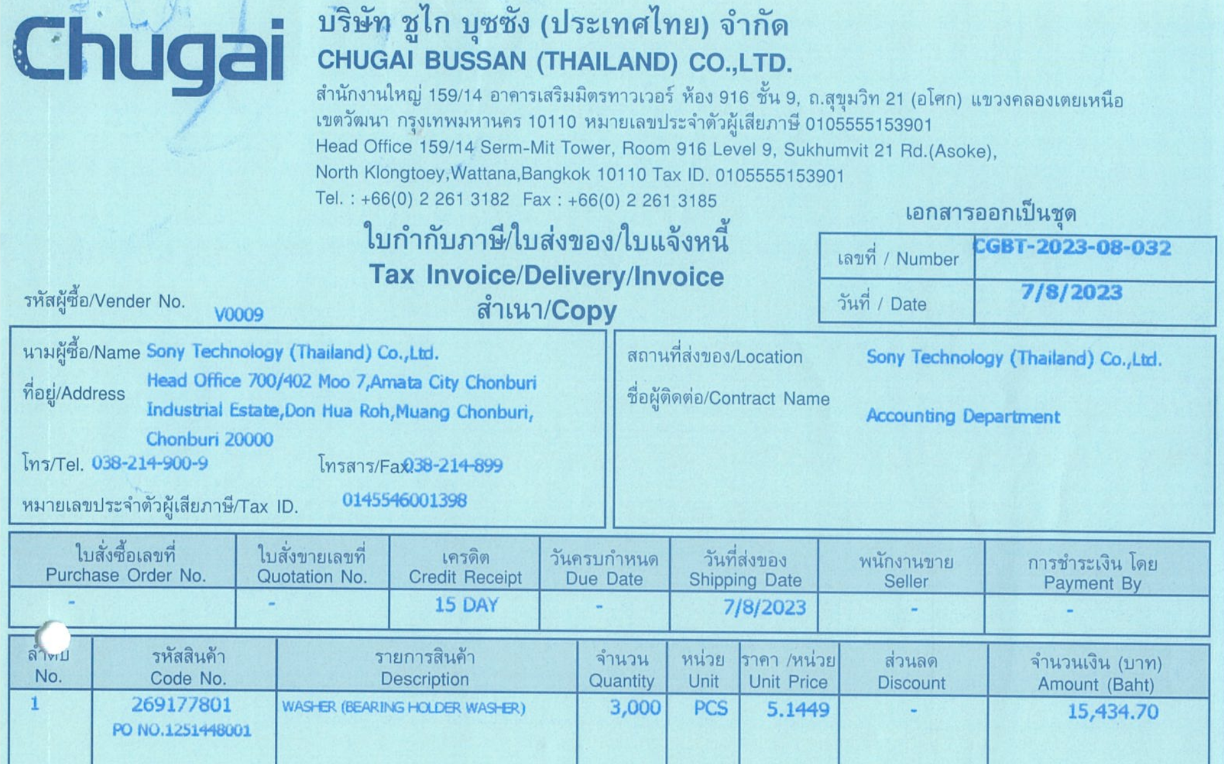 Chugai
บริษัท ชูไก บุซซัง (ประเทศไทย) จำกัด
CHUGAI BUSSAN (THAILAND) CO.,LTD.
สำนักงานใหญ่ 159/14 อาคารเสริมมิตรทาวเวอร์ ห้อง 916 ชั้น 9, ถ.สุขุมวิท 21 (อโศก) แขวงคลองเตยเหนือ
เขตวัฒนา กรุงเทพมหานคร 10110 หมายเลขประจำตัวผู้เสียภาษี 0105555153901
Head Office 159/14 Serm-Mit Tower, Room 916 Level 9, Sukhumvit 21 Rd.(Asoke),
North Klongtoey,Wattana,Bangkok 10110 Tax ID. 0105555153901
Tel. : +66(0) 2 261 3182 Fax : +66(0) 2 261 3185
เอกสารออกเป็นชุด
ใบกำกับภาษี/ใบส่งของ/ใบแจ้งหนี้
Tax Invoice/Delivery/Invoice
สำเนา/Copy
เลขที่ / Number CGBT-2023-08-032
วันที่ / Date 7/8/2023
รหัสผู้ซื้อ/Vender No. V0009
นามผู้ซื้อ/Name Sony Technology (Thailand) Co.,Ltd.
ที่อยู่/Address Head Office 700/402 Moo 7,Amata City Chonburi
Industrial Estate,Don Hua Roh,Muang Chonburi,
Chonburi 20000
โทร/Tel. 038-214-900-9 โทรสาร/Fax. 038-214-899
หมายเลขประจำตัวผู้เสียภาษี/Tax ID. 0145546001398
สถานที่ส่งของ/Location Sony Technology (Thailand) Co.,Ltd.
ชื่อผู้ติดต่อ/Contract Name
Accounting Department
ใบสั่งซื้อเลขที่ ใบสั่งขายเลขที่ เครดิต วันครบกำหนด วันที่ส่งของ พนักงานขาย การชำระเงิน โดย
Purchase Order No. Quotation No. Credit Receipt Due Date Shipping Date Seller Payment By
- - 15 DAY - 7/8/2023 - -
ลำดับ รหัสสินค้า รายการสินค้า จำนวน หน่วย ราคา /หน่วย ส่วนลด จำนวนเงิน (บาท)
No. Code No. Description Quantity Unit Unit Price Discount Amount (Baht)
1 269177801 WASHER (BEARING HOLDER WASHER) 3,000 PCS 5.1449 - 15,434.70
PO NO.1251448001